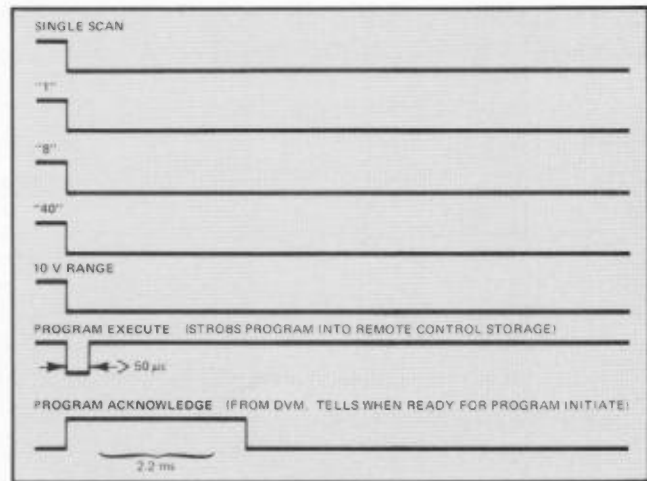 SINGLE SCAN
"1"
"8"
"40"
10 V RANGE
PROGRAM EXECUTE (STROBS PROGRAM INTO REMOTE CONTROL STORAGE)
> 50 μs
PROGRAM ACKNOWLEDGE (FROM DVM. TELLS WHEN READY FOR PROGRAM INITIATE)
2.2 ms